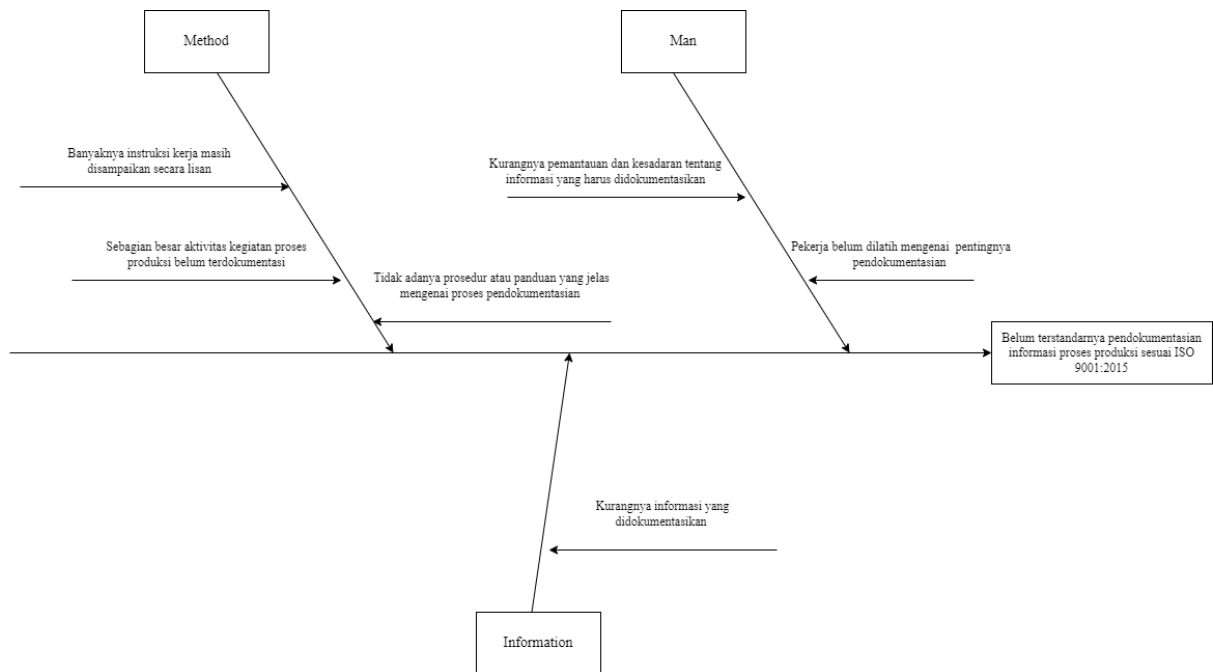 Method
Man
Banyaknya instruksi kerja masih
disampaikan secara lisan
Kurangnya pemantauan dan kesadaran tentang
informasi yang harus didokumentasikan
Sebagian besar aktivitas kegiatan proses
produksi belum terdokumentasi
Tidak adanya prosedur atau panduan yang jelas
mengenai proses pendokumentasian
Pekerja belum dilatih mengenai pentingnya
pendokumentasian
Belum terstandarnya pendokumentasian
informasi proses produksi sesuai ISO
9001:2015
Kurangnya informasi yang
didokumentasikan
Information